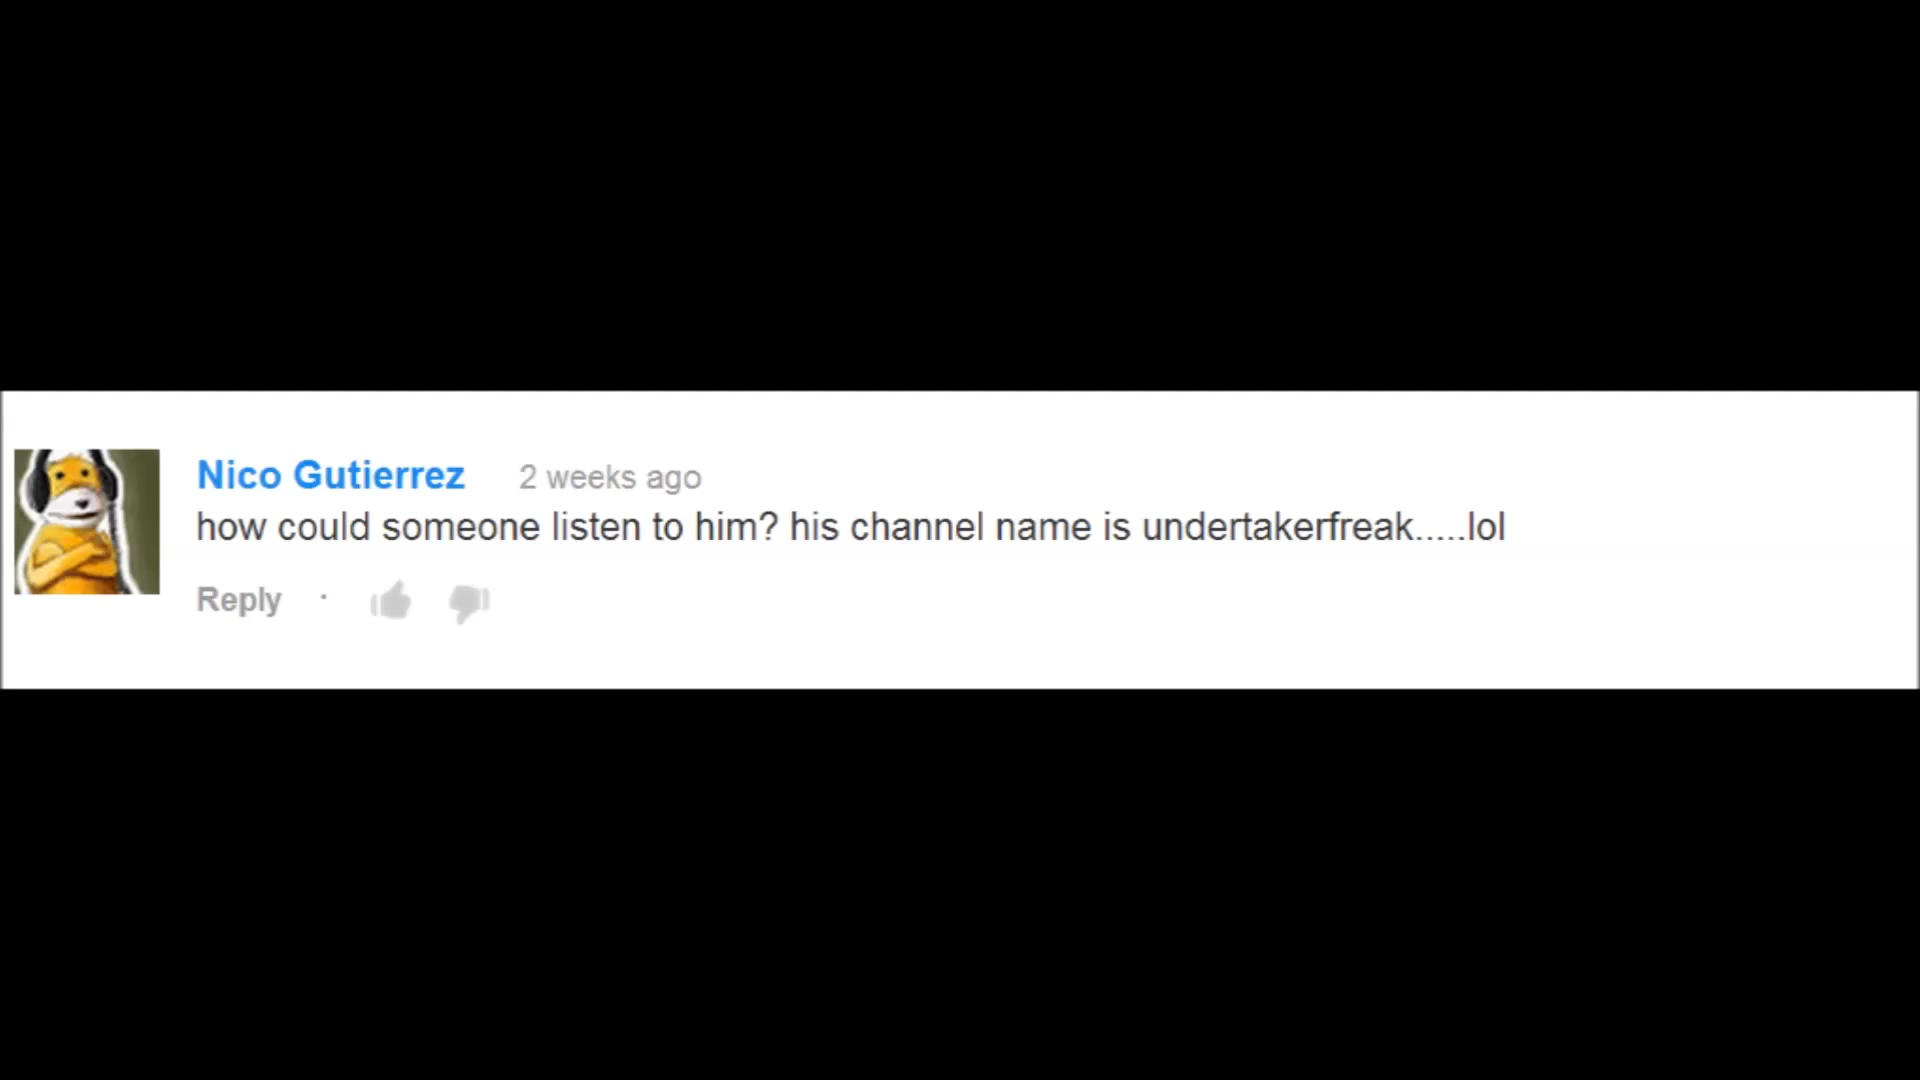 Nico Gutierrez 2 weeks ago
how could someone listen to him? his channel name is undertakerfreak.....lol
Reply ·